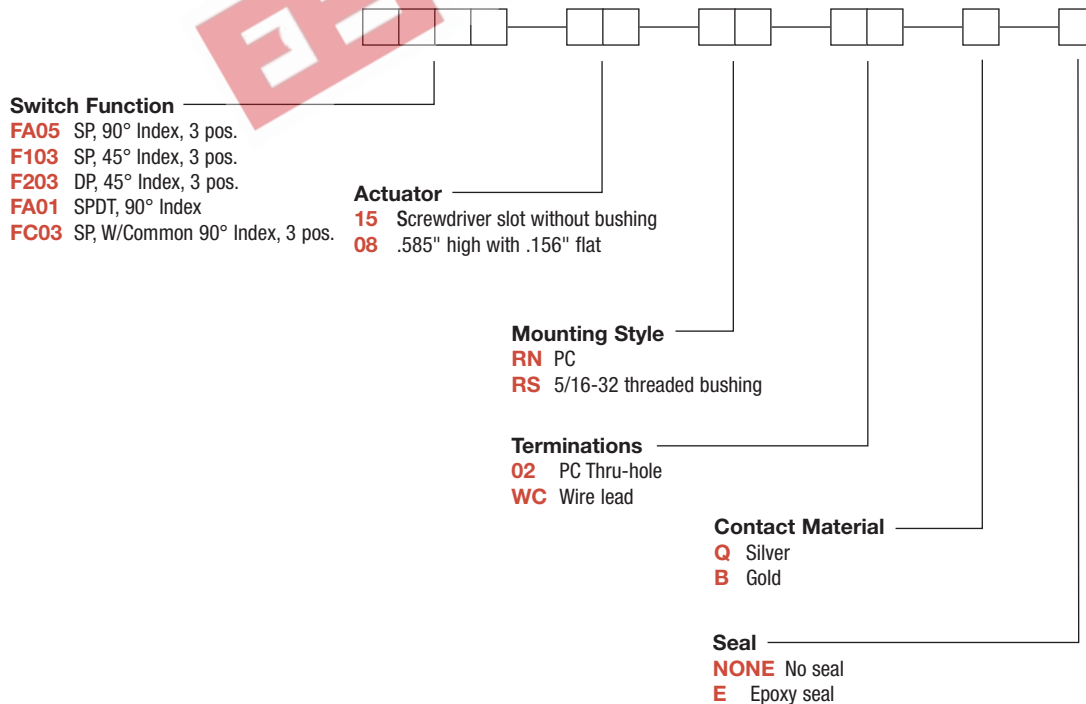 Switch Function
FA05 SP, 90° Index, 3 pos.
F103 SP, 45° Index, 3 pos.
F203 DP, 45° Index, 3 pos.
FA01 SPDT, 90° Index
FC03 SP, W/Common 90° Index, 3 pos.
Actuator
15 Screwdriver slot without bushing
08 .585" high with .156" flat
Mounting Style
RN PC
RS 5/16-32 threaded bushing
Terminations
02 PC Thru-hole
WC Wire lead
Contact Material
Q Silver
B Gold
Seal
NONE No seal
E Epoxy seal